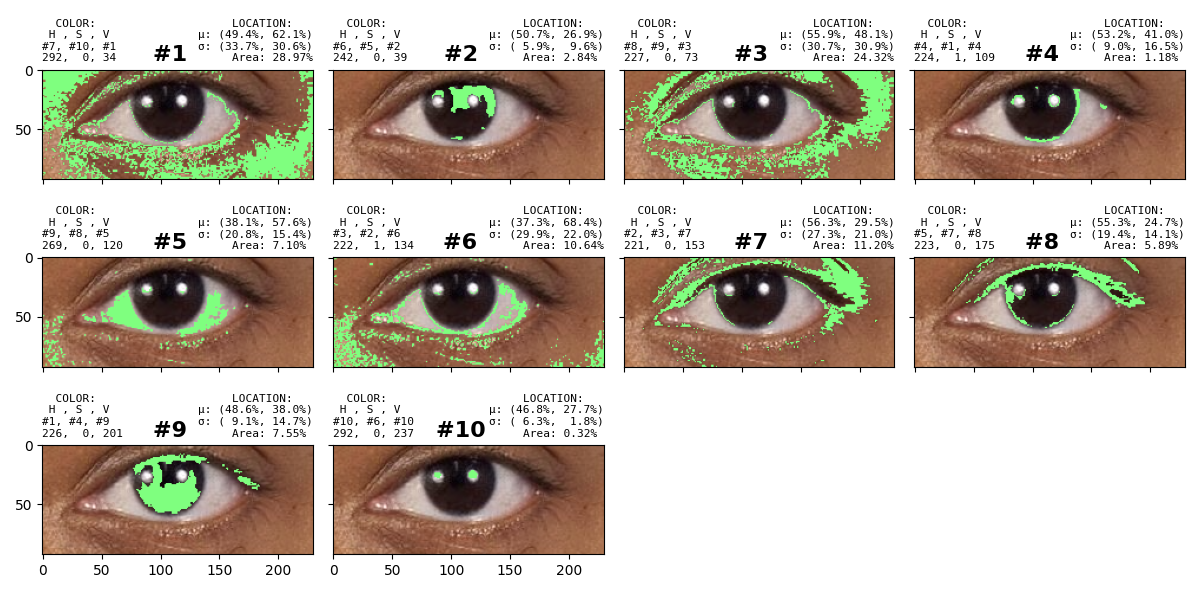 COLOR: LOCATION: COLOR: LOCATION: COLOR: LOCATION: COLOR: LOCATION:
H , S , V μ: (49.4%, 62.1%) H , S , V μ: (50.7%, 26.9%) H , S , V μ: (55.9%, 48.1%) H , S , V μ: (53.2%, 41.0%)
#7, #10, #1 σ: (33.7%, 30.6%) #6, #5, #2 σ: ( 5.9%, 9.6%) #8, #9, #3 σ: (30.7%, 30.9%) #4, #1, #4 σ: ( 9.0%, 16.5%)
292, 0, 34 #1 Area: 28.97% 242, 0, 39 #2 Area: 2.84% 227, 0, 73 #3 Area: 24.32% 224, 1, 109 #4 Area: 1.18%
0
50
COLOR: LOCATION: COLOR: LOCATION: COLOR: LOCATION: COLOR: LOCATION:
H , S , V μ: (38.1%, 57.6%) H , S , V μ: (37.3%, 68.4%) H , S , V μ: (56.3%, 29.5%) H , S , V μ: (55.3%, 24.7%)
#9, #8, #5 σ: (20.8%, 15.4%) #3, #2, #6 σ: (29.9%, 22.0%) #2, #3, #7 σ: (27.3%, 21.0%) #5, #7, #8 σ: (19.4%, 14.1%)
269, 0, 120 #5 Area: 7.10% 222, 1, 134 #6 Area: 10.64% 221, 0, 153 #7 Area: 11.20% 223, 0, 175 #8 Area: 5.89%
0
50
COLOR: LOCATION: COLOR: LOCATION:
H , S , V μ: (48.6%, 38.0%) H , S , V μ: (46.8%, 27.7%)
#1, #4, #9 σ: ( 9.1%, 14.7%) #10, #6, #10 σ: ( 6.3%, 1.8%)
226, 0, 201 #9 Area: 7.55% 292, 0, 237 #10 Area: 0.32%
0
50
0 50 100 150 200 0 50 100 150 200